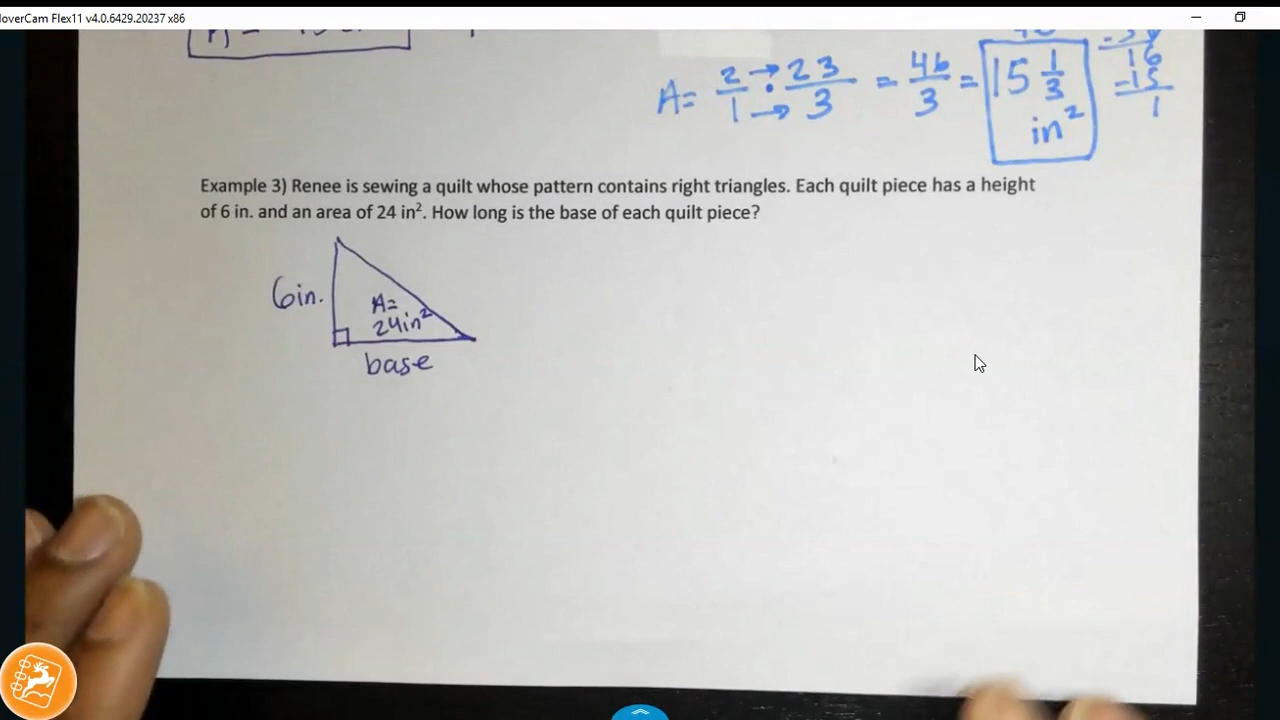 HoverCam Flex11 v4.0.6429.20237 x86
16
-15
1
A= 2/1 • 23/3 = 46/3 = 15 1/3
in²
Example 3) Renee is sewing a quilt whose pattern contains right triangles. Each quilt piece has a height
of 6 in. and an area of 24 in². How long is the base of each quilt piece?
6in.
A=
24in²
base